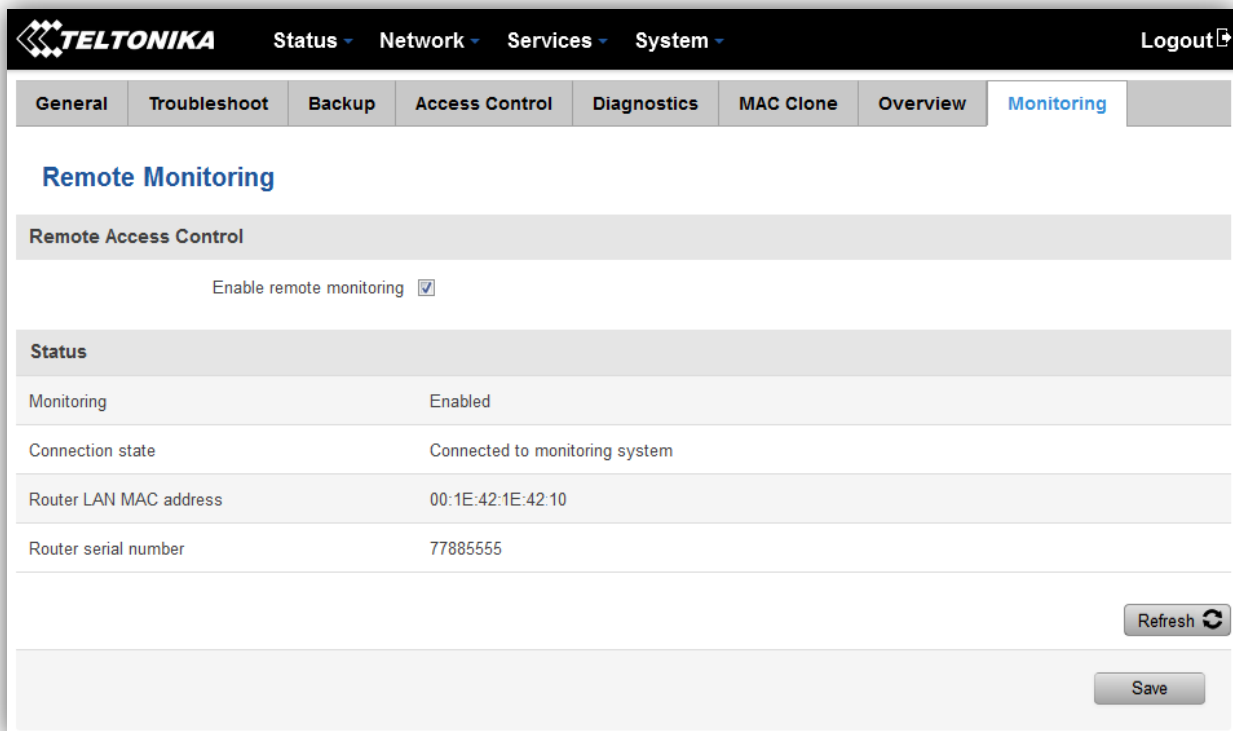 TELTONIKA Status Network Services System Logout
General Troubleshoot Backup Access Control Diagnostics MAC Clone Overview Monitoring
Remote Monitoring
Remote Access Control
Enable remote monitoring
Status
Monitoring Enabled
Connection state Connected to monitoring system
Router LAN MAC address 00:1E:42:1E:42:10
Router serial number 77885555
Refresh
Save